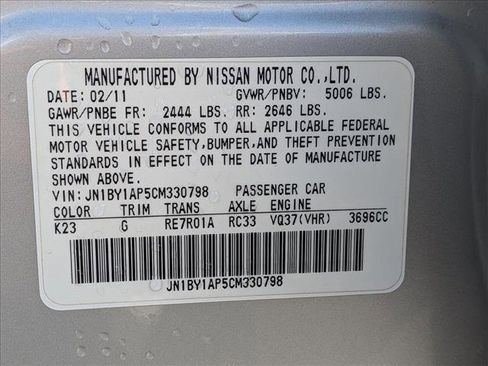 MANUFACTURED BY NISSAN MOTOR CO.,LTD.
DATE: 02/11 GVWR/PNBV: 5006 LBS.
GAWR/PNBE FR: 2444 LBS. RR: 2646 LBS.
THIS VEHICLE CONFORMS TO ALL APPLICABLE FEDERAL
MOTOR VEHICLE SAFETY,BUMPER,AND THEFT PREVENTION
STANDARDS IN EFFECT ON THE DATE OF MANUFACTURE
SHOWN ABOVE.
VIN:JN1BY1AP5CM330798 PASSENGER CAR
COLOR TRIM TRANS AXLE ENGINE
K23 G RE7R01A RC33 VQ37(VHR) 3696CC
JN1BY1AP5CM330798